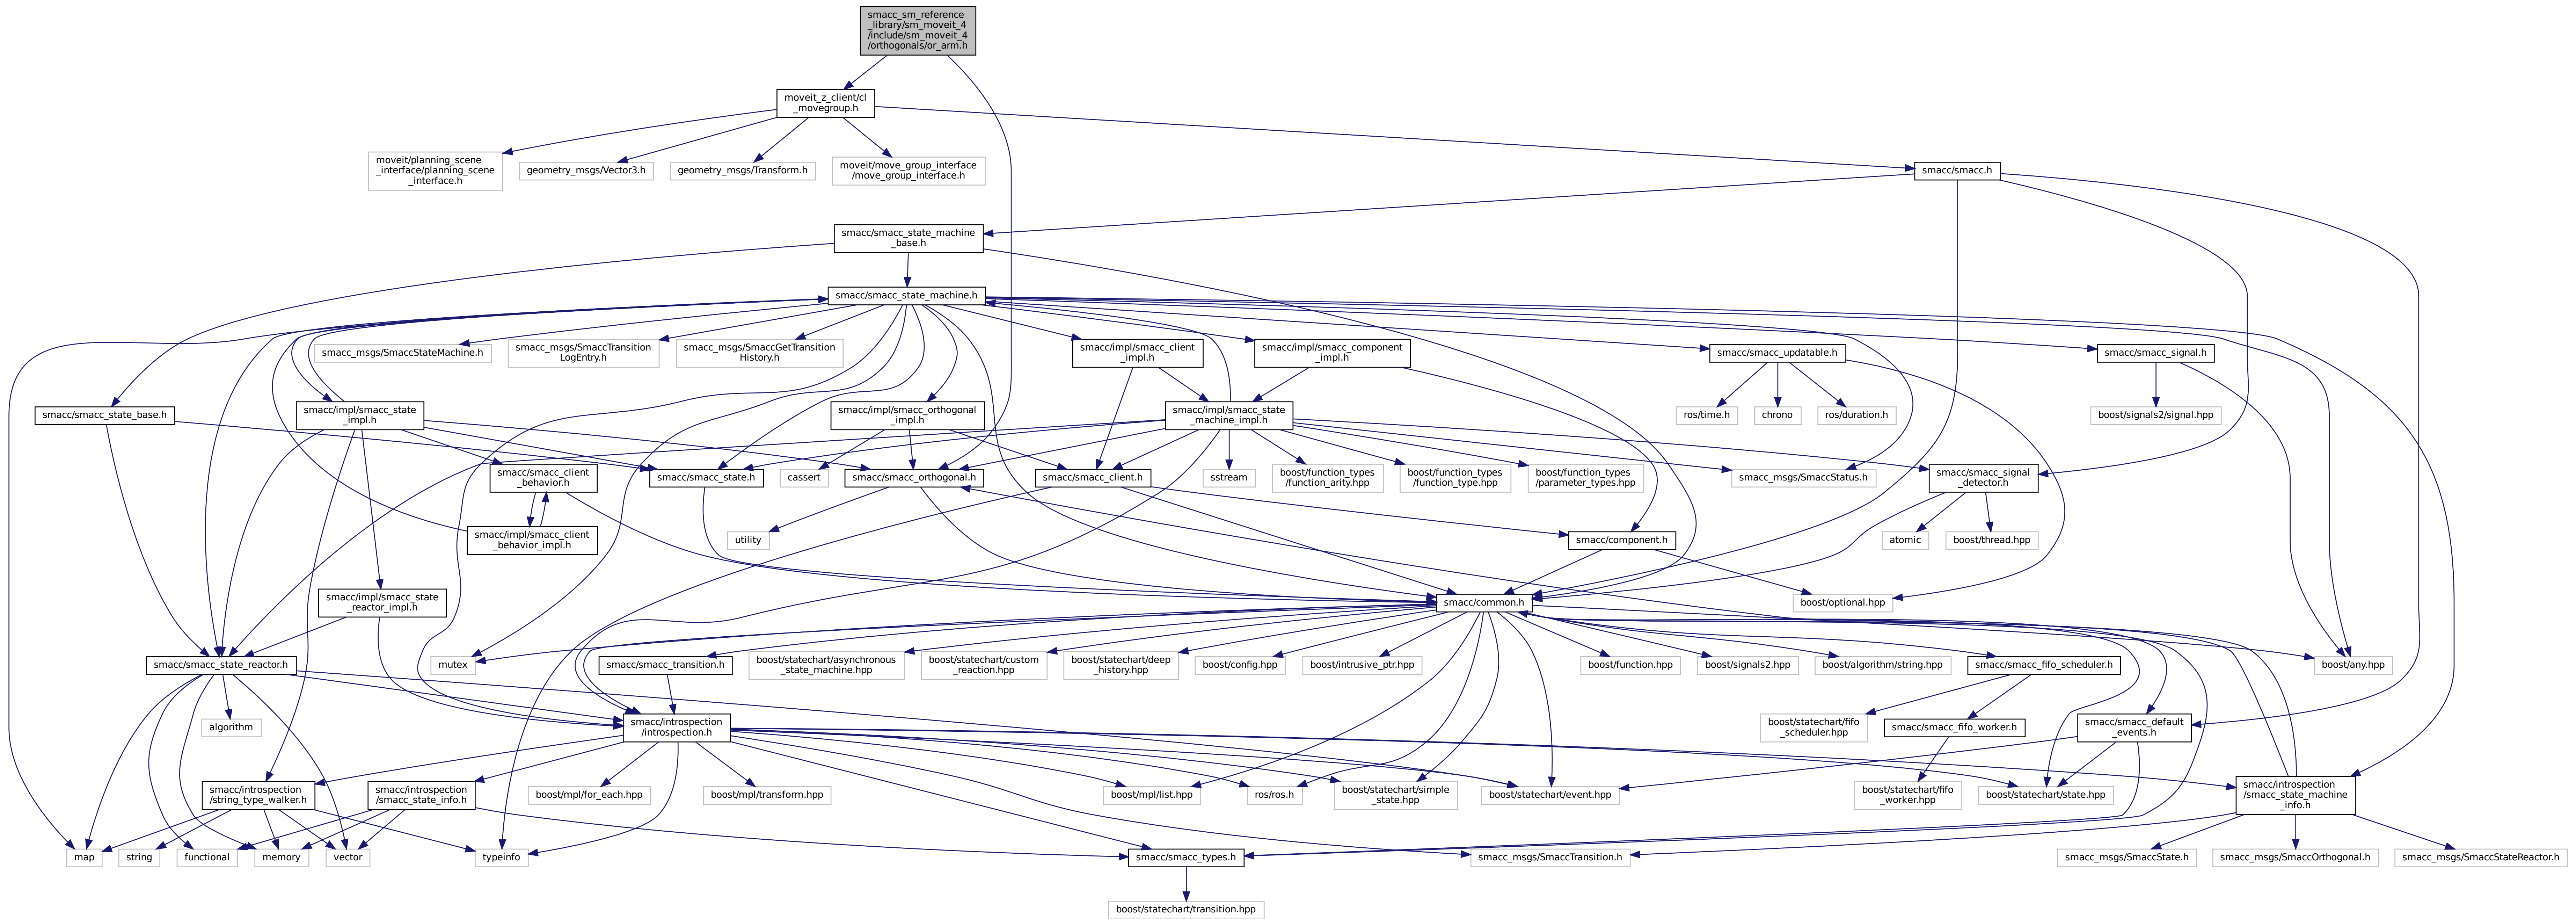 smacc_sm_reference
_library/sm_moveit_4
/include/sm_moveit_4
/orthogonals/or_arm.h
moveit_z_client/cl
_movegroup.h
moveit/planning_scene
_interface/planning_scene
_interface.h
geometry_msgs/Vector3.h
geometry_msgs/Transform.h
moveit/move_group_interface
/move_group_interface.h
smacc/smacc.h
smacc/smacc_state_machine
_base.h
smacc/smacc_state_machine.h
smacc_msgs/SmaccStateMachine.h
smacc_msgs/SmaccTransition
LogEntry.h
smacc_msgs/SmaccGetTransition
History.h
smacc/impl/smacc_client
_impl.h
smacc/impl/smacc_component
_impl.h
smacc/smacc_updatable.h
smacc/smacc_signal.h
smacc/smacc_state_base.h
smacc/impl/smacc_state
_impl.h
smacc/impl/smacc_orthogonal
_impl.h
smacc/impl/smacc_state
_machine_impl.h
ros/time.h
chrono
ros/duration.h
boost/signals2/signal.hpp
smacc/smacc_client
_behavior.h
smacc/smacc_state.h
cassert
smacc/smacc_orthogonal.h
smacc/smacc_client.h
sstream
boost/function_types
/function_arity.hpp
boost/function_types
/function_type.hpp
boost/function_types
/parameter_types.hpp
smacc_msgs/SmaccStatus.h
smacc/smacc_signal
_detector.h
smacc/impl/smacc_client
_behavior_impl.h
utility
smacc/component.h
atomic
boost/thread.hpp
smacc/impl/smacc_state
_reactor_impl.h
smacc/common.h
boost/optional.hpp
smacc/smacc_state_reactor.h
mutex
smacc/smacc_transition.h
boost/statechart/asynchronous
_state_machine.hpp
boost/statechart/custom
_reaction.hpp
boost/statechart/deep
_history.hpp
boost/config.hpp
boost/intrusive_ptr.hpp
boost/function.hpp
boost/signals2.hpp
boost/algorithm/string.hpp
smacc/smacc_fifo_scheduler.h
boost/any.hpp
algorithm
smacc/introspection
/introspection.h
boost/statechart/fifo
_scheduler.hpp
smacc/smacc_fifo_worker.h
smacc/smacc_default
_events.h
smacc/introspection
/string_type_walker.h
smacc/introspection
/smacc_state_info.h
boost/mpl/for_each.hpp
boost/mpl/transform.hpp
boost/mpl/list.hpp
ros/ros.h
boost/statechart/simple
_state.hpp
boost/statechart/event.hpp
boost/statechart/fifo
_worker.hpp
boost/statechart/state.hpp
smacc/introspection
/smacc_state_machine
_info.h
map
string
functional
memory
vector
typeinfo
smacc/smacc_types.h
smacc_msgs/SmaccTransition.h
smacc_msgs/SmaccState.h
smacc_msgs/SmaccOrthogonal.h
smacc_msgs/SmaccStateReactor.h
boost/statechart/transition.hpp